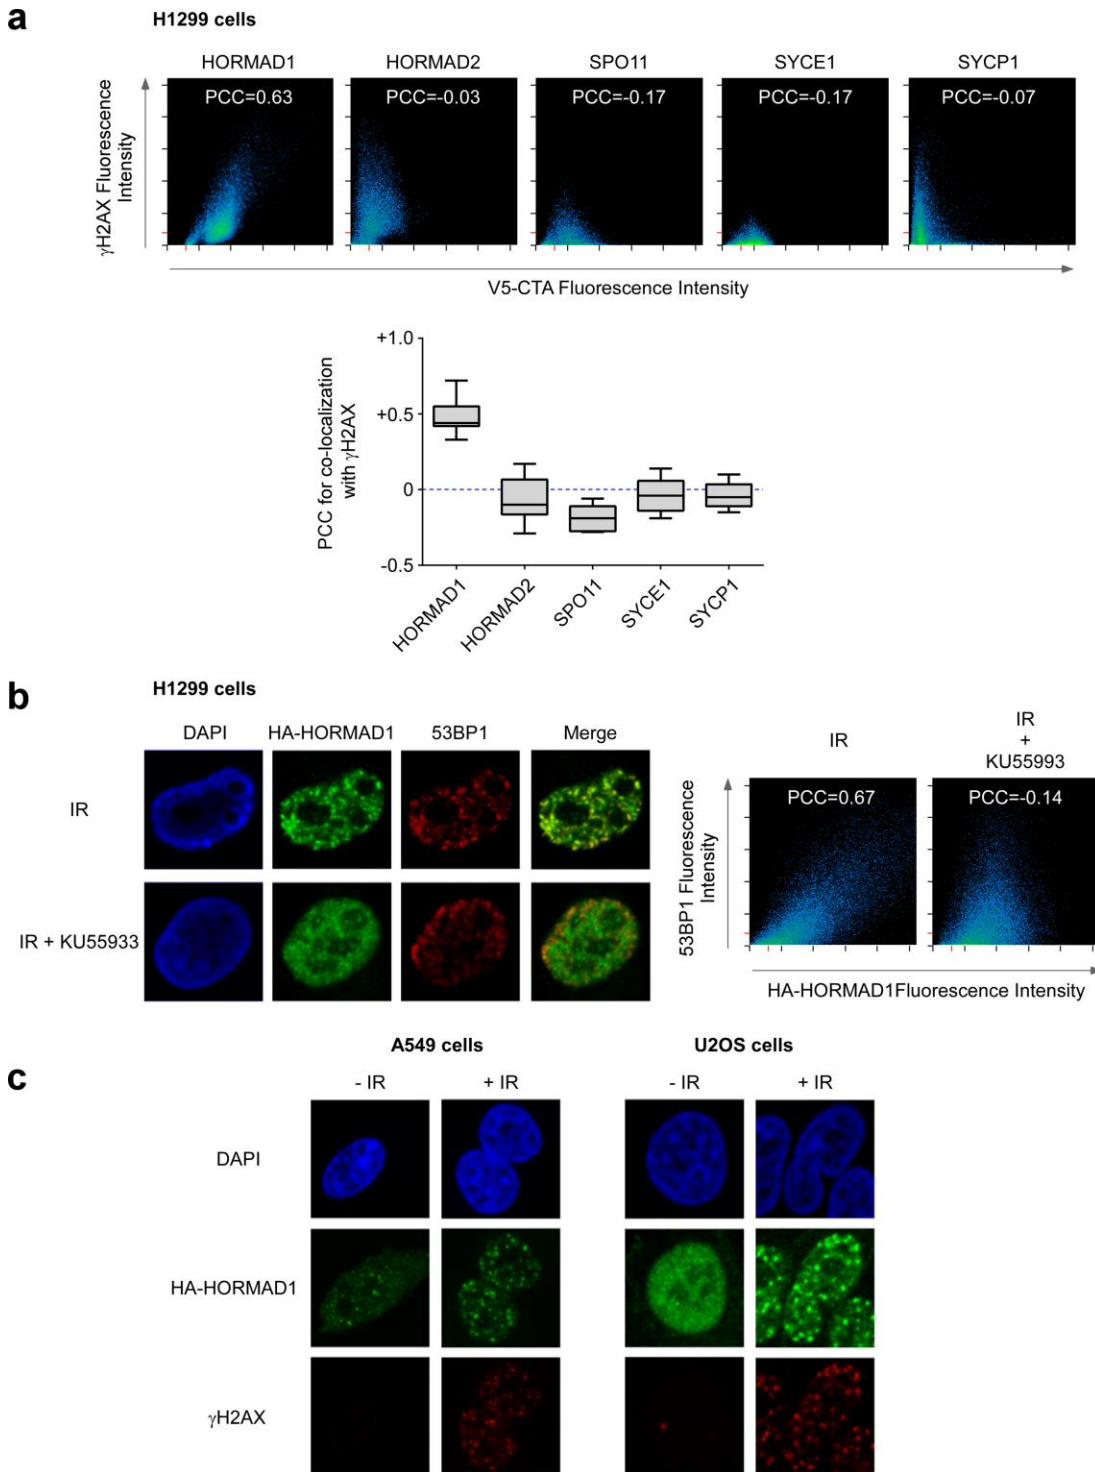 a
H1299 cells
HORMAD1
HORMAD2
SPO11
SYCE1
SYCP1
γH2AX Fluorescence
Intensity
PCC=0.63
PCC=-0.03
PCC=-0.17
PCC=-0.17
PCC=-0.07
V5-CTA Fluorescence Intensity
PCC for co-localization
with γH2AX
+1.0
+0.5
0
-0.5
HORMAD1
HORMAD2
SPO11
SYCE1
SYCP1
b
H1299 cells
DAPI
HA-HORMAD1
53BP1
Merge
IR
IR + KU55933
IR
IR
+
KU55993
53BP1 Fluorescence
Intensity
PCC=0.67
PCC=-0.14
HA-HORMAD1Fluorescence Intensity
c
A549 cells
U2OS cells
- IR
+ IR
- IR
+ IR
DAPI
HA-HORMAD1
γH2AX